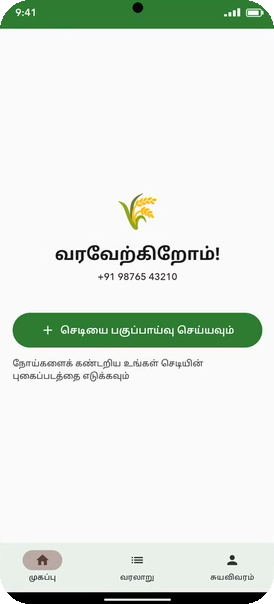 9:41
வரவேற்கிறோம்!
+91 98765 43210
+ செடியை பகுப்பாய்வு செய்யவும்
நோய்களைக் கண்டறிய உங்கள் செடியின்
புகைப்படத்தை எடுக்கவும்
முகப்பு வரலாறு சுயவிவரம்